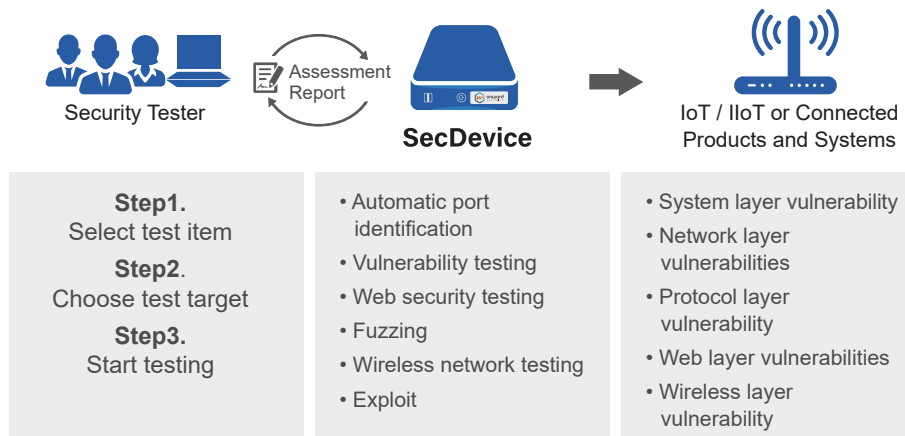 Assessment
Report
Security Tester
SecDevice
IoT / IIoT or Connected
Products and Systems
Step1.
Select test item
Step2.
Choose test target
Step3.
Start testing
• Automatic port
identification
• Vulnerability testing
• Web security testing
• Fuzzing
• Wireless network testing
• Exploit
• System layer vulnerability
• Network layer
vulnerabilities
• Protocol layer
vulnerability
• Web layer vulnerabilities
• Wireless layer
vulnerability